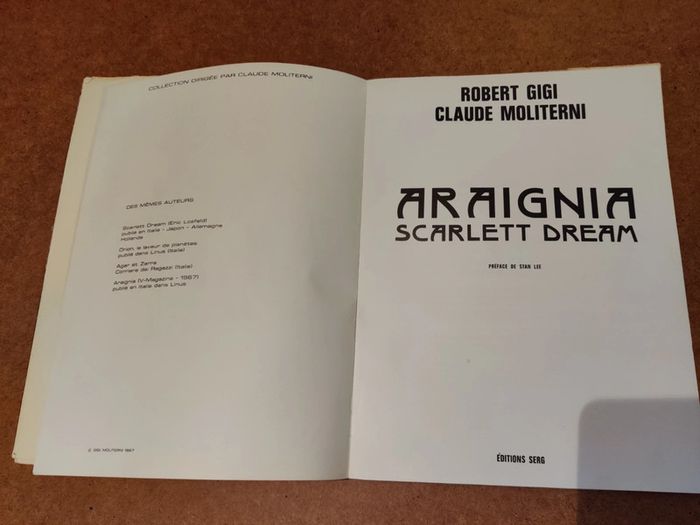 COLLECTION DIRIGÉE PAR CLAUDE MOLITERNI
DES MÊMES AUTEURS
Scarlett Dream (Eric Losfeld)
publié en Italie - Japon - Allemagne
Hollande
Orion, le laveur de planètes
publié dans Linus (Italie)
Agar et Zarra
Corriere dei Ragazzi (Italie)
Araignia (V-Magazine - 1967)
publié en Italie dans Linus
© GIGI, MOLITERNI 1967
ROBERT GIGI
CLAUDE MOLITERNI
ARAIGNIA
SCARLETT DREAM
PRÉFACE DE STAN LEE
ÉDITIONS SERG